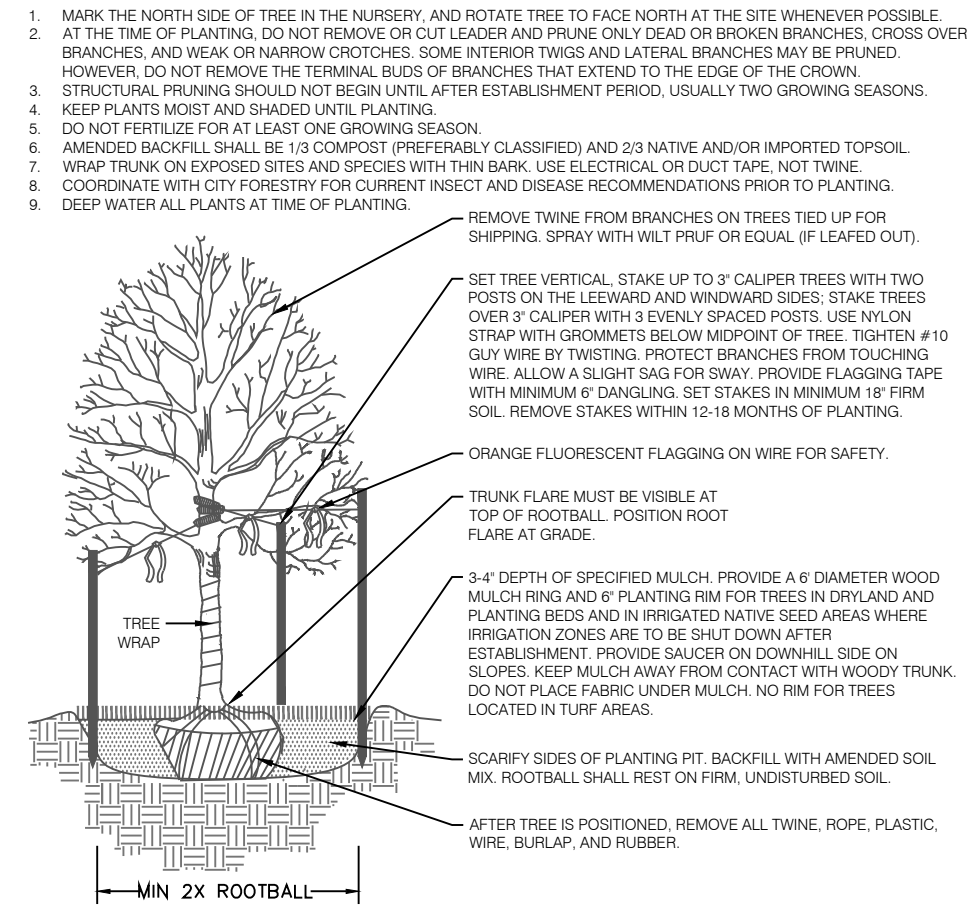 1. MARK THE NORTH SIDE OF TREE IN THE NURSERY, AND ROTATE TREE TO FACE NORTH AT THE SITE WHENEVER POSSIBLE.
2. AT THE TIME OF PLANTING, DO NOT REMOVE OR CUT LEADER AND PRUNE ONLY DEAD OR BROKEN BRANCHES, CROSS OVER
BRANCHES, AND WEAK OR NARROW CROTCHES. SOME INTERIOR TWIGS AND LATERAL BRANCHES MAY BE PRUNED.
HOWEVER, DO NOT REMOVE THE TERMINAL BUDS OF BRANCHES THAT EXTEND TO THE EDGE OF THE CROWN.
3. STRUCTURAL PRUNING SHOULD NOT BEGIN UNTIL AFTER ESTABLISHMENT PERIOD, USUALLY TWO GROWING SEASONS.
4. KEEP PLANTS MOIST AND SHADED UNTIL PLANTING.
5. DO NOT FERTILIZE FOR AT LEAST ONE GROWING SEASON.
6. AMENDED BACKFILL SHALL BE 1/3 COMPOST (PREFERABLY CLASSIFIED) AND 2/3 NATIVE AND/OR IMPORTED TOPSOIL.
7. WRAP TRUNK ON EXPOSED SITES AND SPECIES WITH THIN BARK. USE ELECTRICAL OR DUCT TAPE, NOT TWINE.
8. COORDINATE WITH CITY FORESTRY FOR CURRENT INSECT AND DISEASE RECOMMENDATIONS PRIOR TO PLANTING.
9. DEEP WATER ALL PLANTS AT TIME OF PLANTING.
REMOVE TWINE FROM BRANCHES ON TREES TIED UP FOR
SHIPPING. SPRAY WITH WILT PRUF OR EQUAL (IF LEAFED OUT).
SET TREE VERTICAL, STAKE UP TO 3" CALIPER TREES WITH TWO
POSTS ON THE LEEWARD AND WINDWARD SIDES; STAKE TREES
OVER 3" CALIPER WITH 3 EVENLY SPACED POSTS. USE NYLON
STRAP WITH GROMMETS BELOW MIDPOINT OF TREE. TIGHTEN #10
GUY WIRE BY TWISTING. PROTECT BRANCHES FROM TOUCHING
WIRE. ALLOW A SLIGHT SAG FOR SWAY. PROVIDE FLAGGING TAPE
WITH MINIMUM 6" DANGLING. SET STAKES IN MINIMUM 18" FIRM
SOIL. REMOVE STAKES WITHIN 12-18 MONTHS OF PLANTING.
ORANGE FLUORESCENT FLAGGING ON WIRE FOR SAFETY.
TRUNK FLARE MUST BE VISIBLE AT
TOP OF ROOTBALL. POSITION ROOT
FLARE AT GRADE.
3-4" DEPTH OF SPECIFIED MULCH. PROVIDE A 6' DIAMETER WOOD
MULCH RING AND 6" PLANTING RIM FOR TREES IN DRYLAND AND
PLANTING BEDS AND IN IRRIGATED NATIVE SEED AREAS WHERE
IRRIGATION ZONES ARE TO BE SHUT DOWN AFTER
ESTABLISHMENT. PROVIDE SAUCER ON DOWNHILL SIDE ON
SLOPES. KEEP MULCH AWAY FROM CONTACT WITH WOODY TRUNK.
DO NOT PLACE FABRIC UNDER MULCH. NO RIM FOR TREES
LOCATED IN TURF AREAS.
TREE
WRAP
SCARIFY SIDES OF PLANTING PIT. BACKFILL WITH AMENDED SOIL
MIX. ROOTBALL SHALL REST ON FIRM, UNDISTURBED SOIL.
AFTER TREE IS POSITIONED, REMOVE ALL TWINE, ROPE, PLASTIC,
WIRE, BURLAP, AND RUBBER.
MIN 2X ROOTBALL